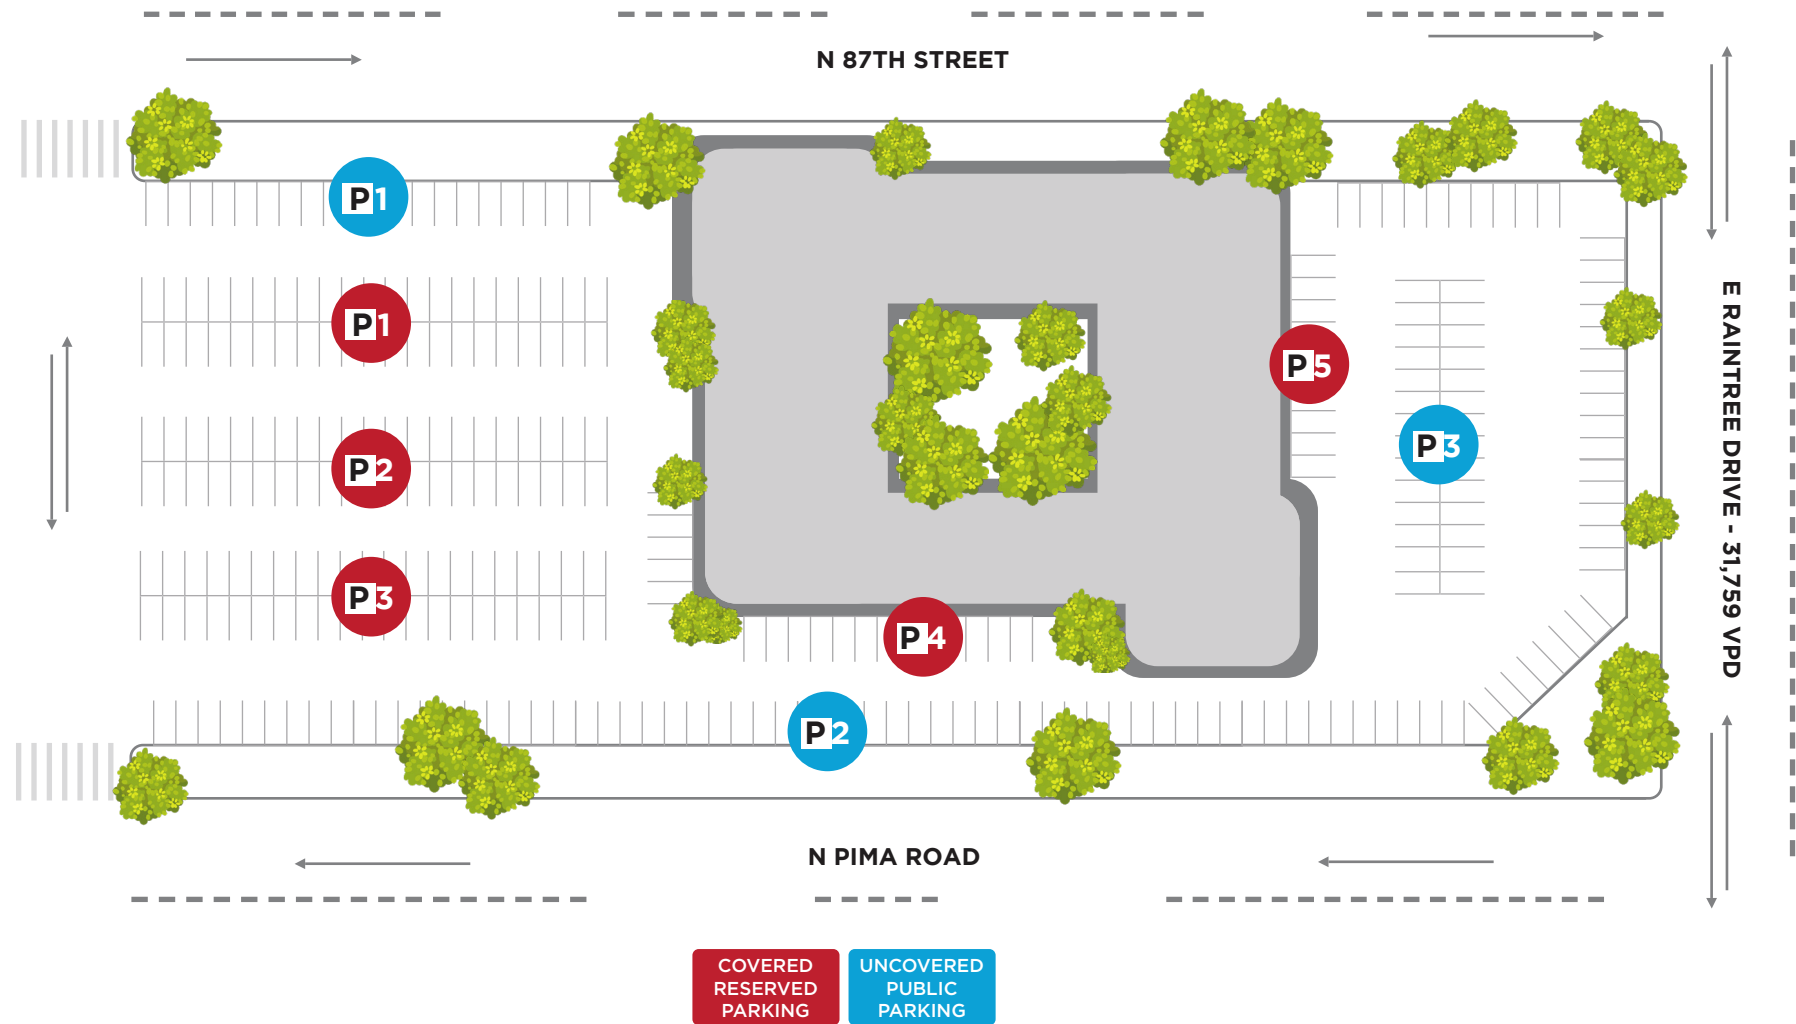 N 87TH STREET
P1
P1
P5
E RAINTREE DRIVE - 31,759 VPD
P3
P2
P3
P4
P2
N PIMA ROAD
COVERED
RESERVED
PARKING
UNCOVERED
PUBLIC
PARKING